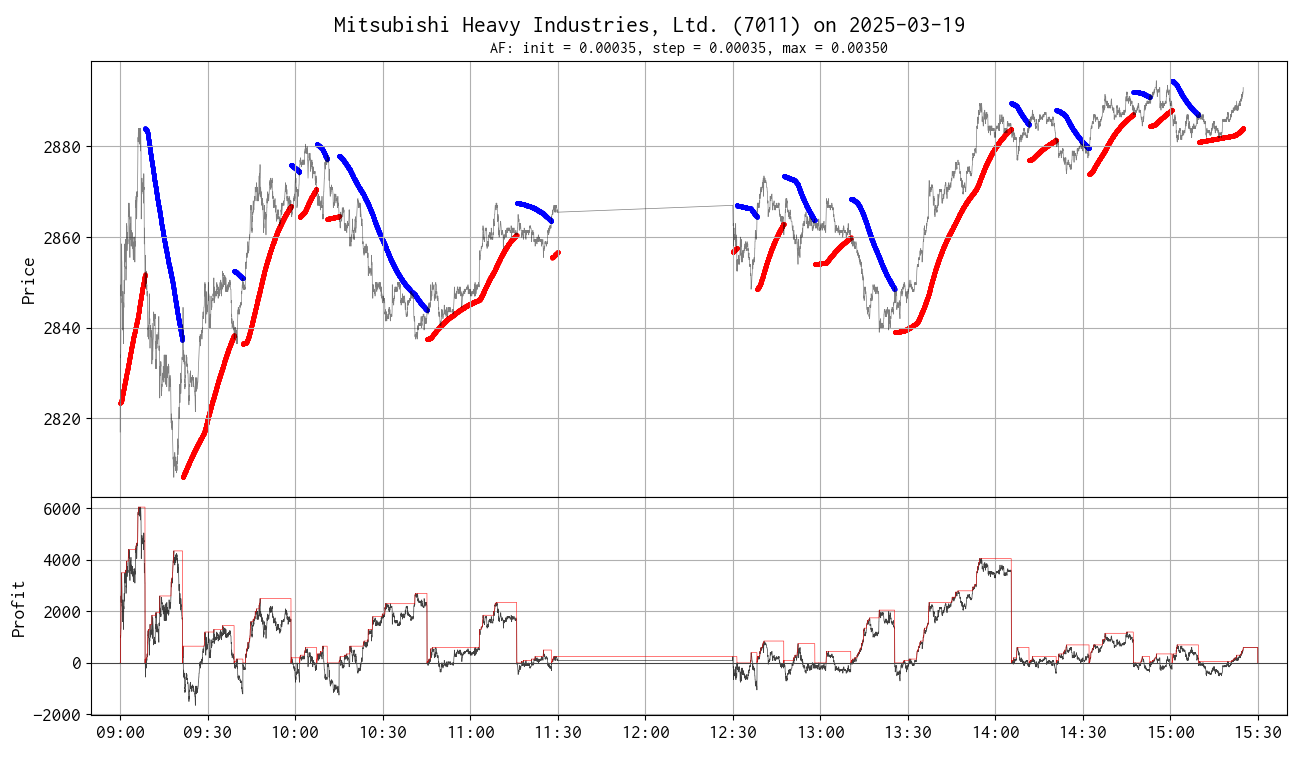 Mitsubishi Heavy Industries, Ltd. (7011) on 2025-03-19
AF: init = 0.00035, step = 0.00035, max = 0.00350
Price
2880
2860
2840
2820
Profit
6000
4000
2000
0
−2000
09:00 09:30 10:00 10:30 11:00 11:30 12:00 12:30 13:00 13:30 14:00 14:30 15:00 15:30